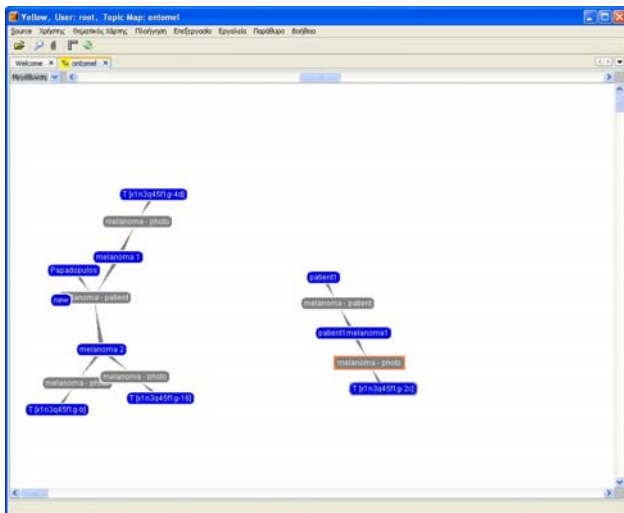 Yellow, User: root, Topic Map: ontomel
Source Χρήστης Θεματικός Χάρτης Πλοήγηση Επεξεργασία Εργαλεία Παράθυρο Βοήθεια
Welcome ontomel
Μεγέθυνση
T [x1n3q45f1g-4d]
melanoma - photo
melanoma 1
Papadopulos
new melanoma - patient
melanoma 2
melanoma - photo
melanoma - photo
T [x1n3q45f1g-16]
T [x1n3q45f1g-b]
patient1
melanoma - patient
patient1melanoma1
melanoma - photo
T [x1n3q45f1g-2c]